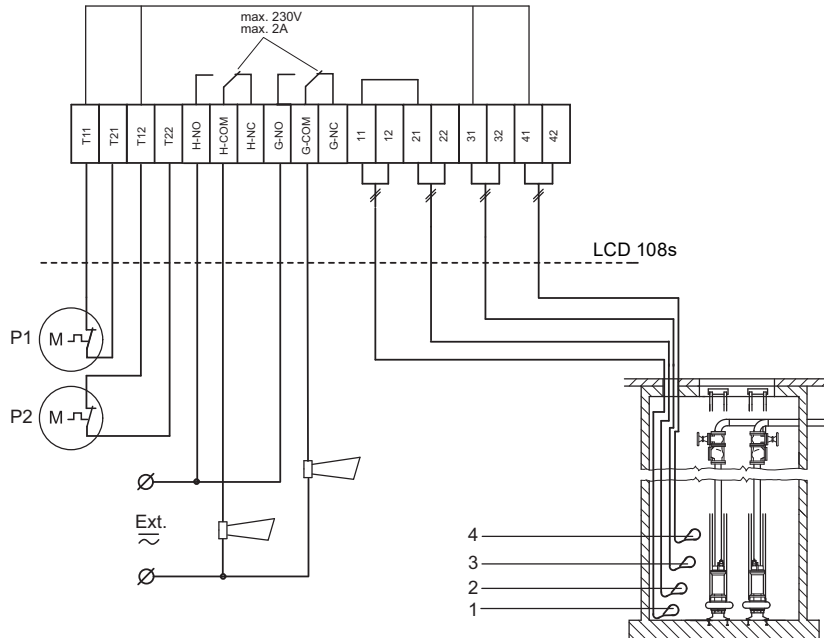 max. 230V
max. 2A
T11 T21 T12 T22 H-NO H-COM H-NC G-NO G-COM G-NC 11 12 21 22 31 32 41 42
LCD 108s
P1 M
P2 M
Ext.
4
3
2
1